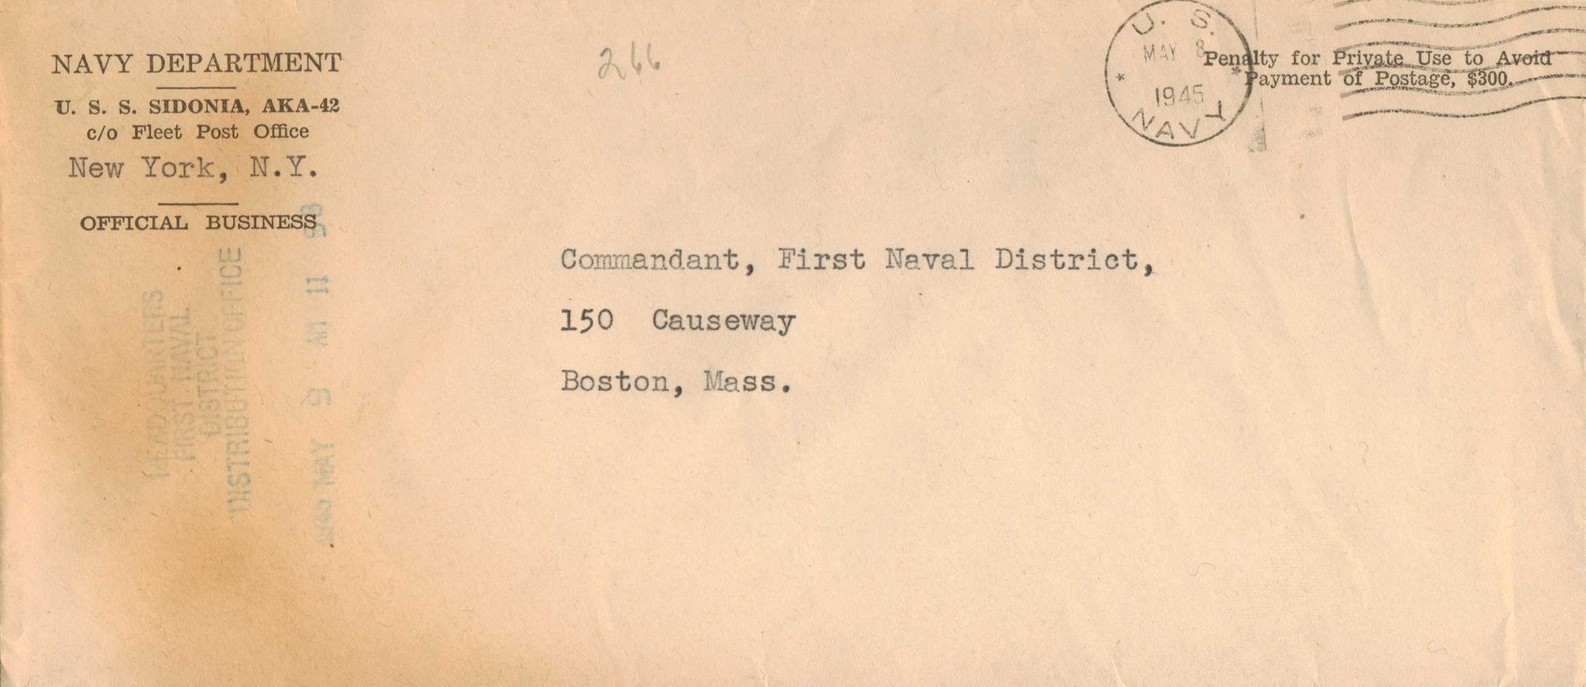 NAVY DEPARTMENT
U. S. S. SIDONIA, AKA-42
c/o Fleet Post Office
New York, N.Y.
OFFICIAL BUSINESS
266
U. S.
MAY 8
1945
NAVY
Penalty for Private Use to Avoid
Payment of Postage, $300.
Commandant, First Naval District,
150 Causeway
Boston, Mass.
HEADQUARTERS
FIRST NAVAL
DISTRICT
DISTRIBUTION OFFICE
1945 MAY 9 AM 11